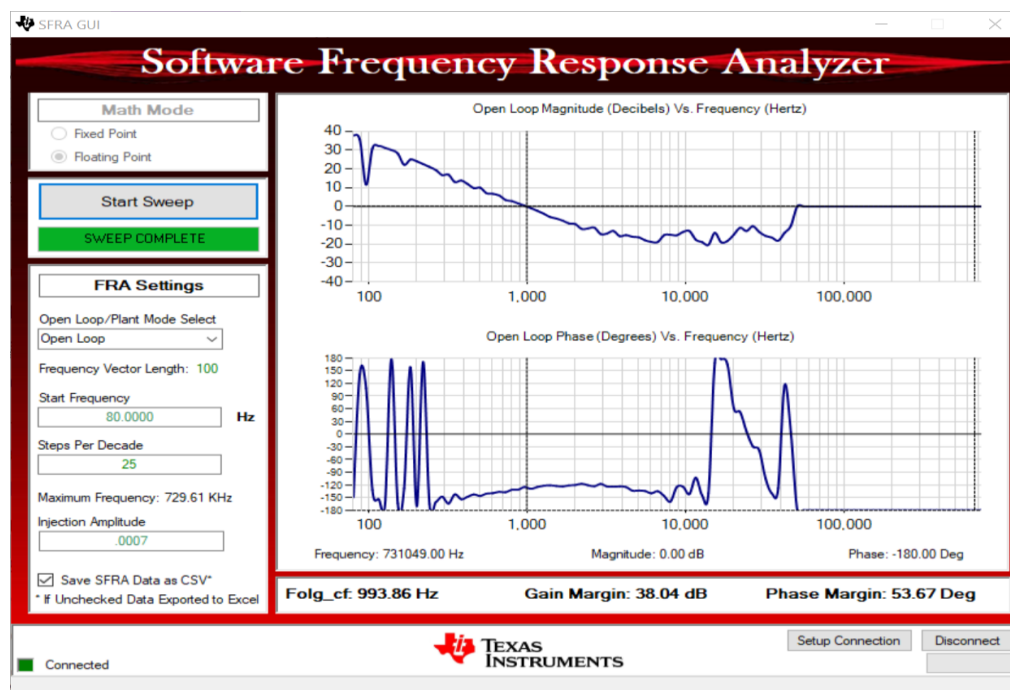 SFRA GUI
Software Frequency Response Analyzer
Math Mode
Fixed Point
Floating Point
Start Sweep
SWEEP COMPLETE
FRA Settings
Open Loop/Plant Mode Select
Open Loop
Frequency Vector Length: 100
Start Frequency
80.0000 Hz
Steps Per Decade
25
Maximum Frequency: 729.61 KHz
Injection Amplitude
.0007
Save SFRA Data as CSV*
* If Unchecked Data Exported to Excel
Open Loop Magnitude (Decibels) Vs. Frequency (Hertz)
40
30
20
10
0
-10
-20
-30
-40
100 1,000 10,000 100,000
Open Loop Phase (Degrees) Vs. Frequency (Hertz)
180
150
120
90
60
30
0
-30
-60
-90
-120
-150
-180
100 1,000 10,000 100,000
Frequency: 731049.00 Hz Magnitude: 0.00 dB Phase: -180.00 Deg
Folg_cf: 993.86 Hz Gain Margin: 38.04 dB Phase Margin: 53.67 Deg
Connected
TEXAS
INSTRUMENTS
Setup Connection Disconnect